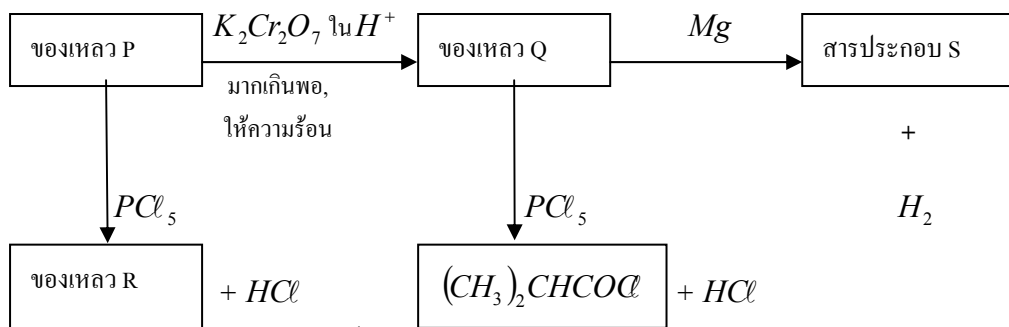 ของเหลว P
K₂Cr₂O₇ ใน H⁺
มากเกินพอ,
ให้ความร้อน
ของเหลว Q
Mg
สารประกอบ S
+
H₂
PCℓ₅
PCℓ₅
ของเหลว R
+ HCℓ
(CH₃)₂CHCOCℓ
+ HCℓ